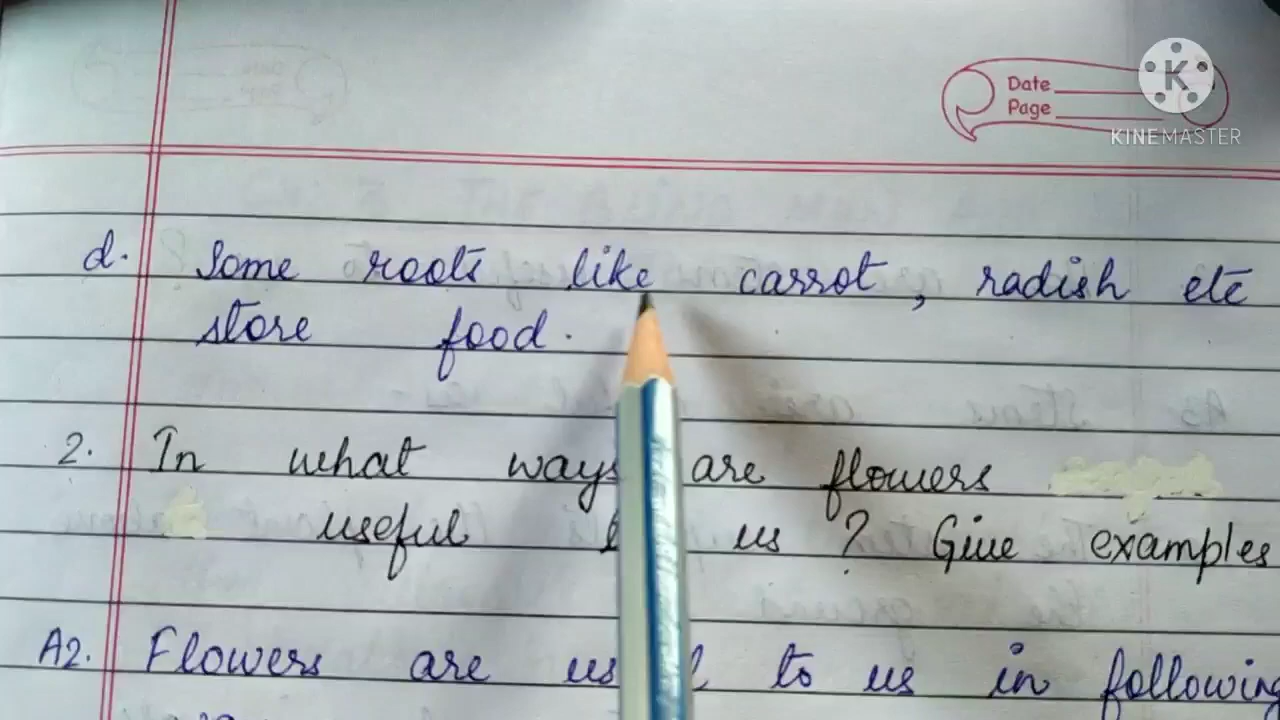 Date
Page
KINEMASTER
d. Some roots like carrot, radish etc
store food.
2. In what ways are flowers
useful us ? Give examples
A2. Flowers are to us in following